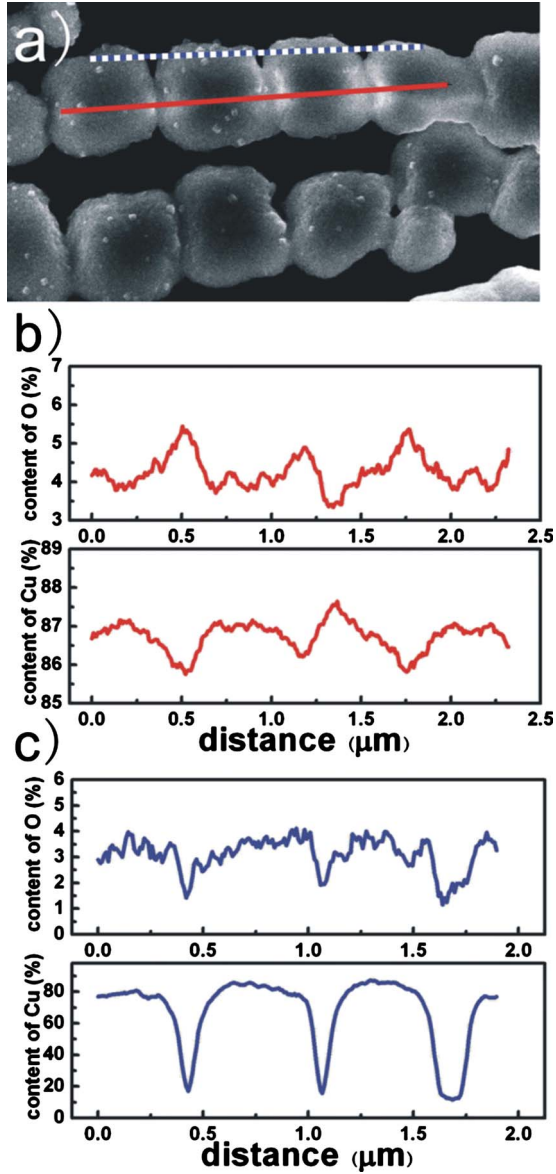 a)
b)
content of O (%)
7
6
5
4
3
0.0 0.5 1.0 1.5 2.0 2.5
content of Cu (%)
89
88
87
86
85
0.0 0.5 1.0 1.5 2.0 2.5
distance (μm)
c)
content of O (%)
6
5
4
3
2
1
0
0.0 0.5 1.0 1.5 2.0
content of Cu (%)
80
60
40
20
0
0.0 0.5 1.0 1.5 2.0
distance (μm)